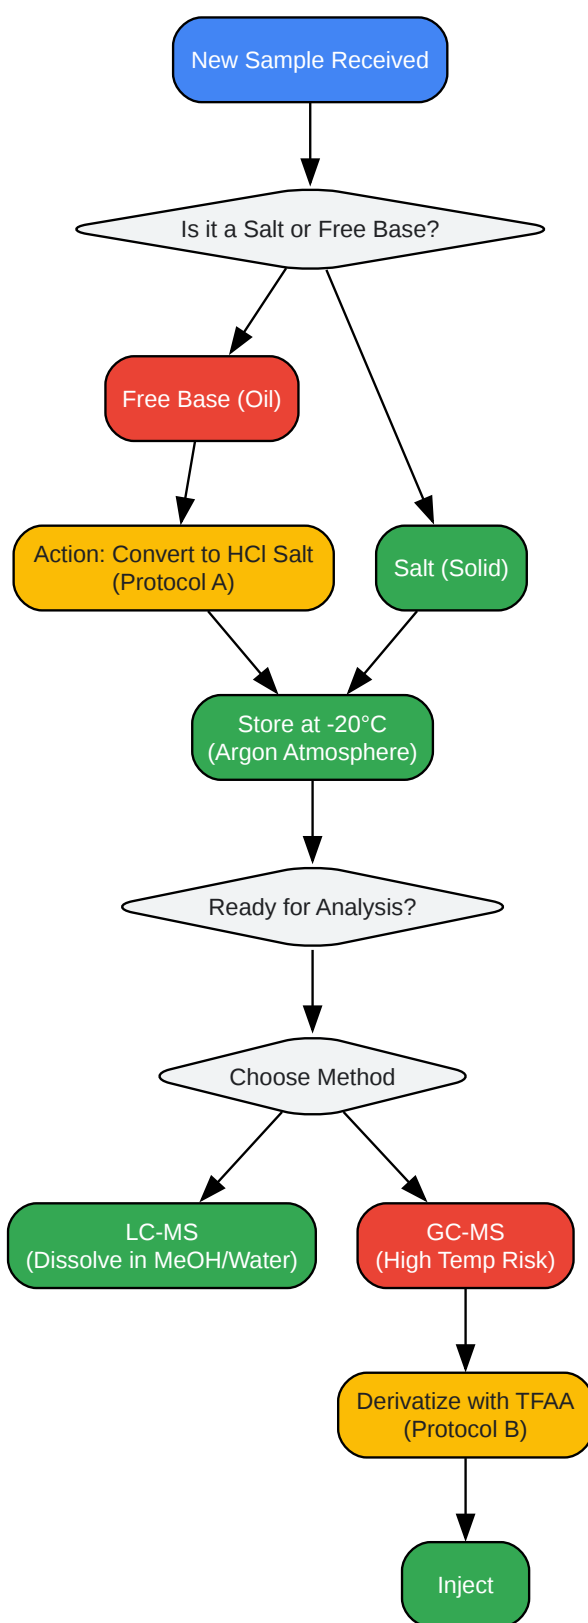 New Sample Received
Is it a Salt or Free Base?
Free Base (Oil)
Action: Convert to HCl Salt
(Protocol A)
Salt (Solid)
Store at -20°C
(Argon Atmosphere)
Ready for Analysis?
Choose Method
LC-MS
(Dissolve in MeOH/Water)
GC-MS
(High Temp Risk)
Derivatize with TFAA
(Protocol B)
Inject